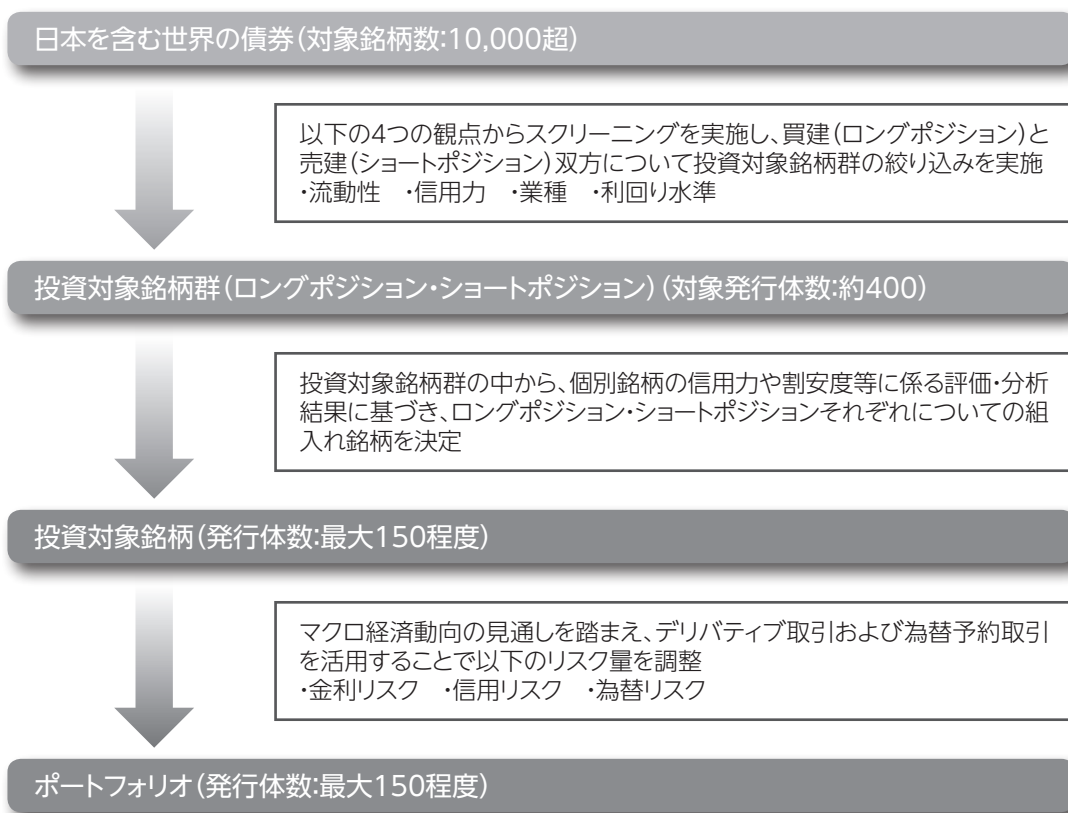 日本を含む世界の債券(対象銘柄数:10,000超)
以下の4つの観点からスクリーニングを実施し、買建(ロングポジション)と
売建(ショートポジション)双方について投資対象銘柄群の絞り込みを実施
・流動性 ・信用力 ・業種 ・利回り水準
投資対象銘柄群(ロングポジション・ショートポジション)(対象発行体数:約400)
投資対象銘柄群の中から、個別銘柄の信用力や割安度等に係る評価・分析
結果に基づき、ロングポジション・ショートポジションそれぞれについての組
入れ銘柄を決定
投資対象銘柄(発行体数:最大150程度)
マクロ経済動向の見通しを踏まえ、デリバティブ取引および為替予約取引
を活用することで以下のリスク量を調整
・金利リスク ・信用リスク ・為替リスク
ポートフォリオ(発行体数:最大150程度)